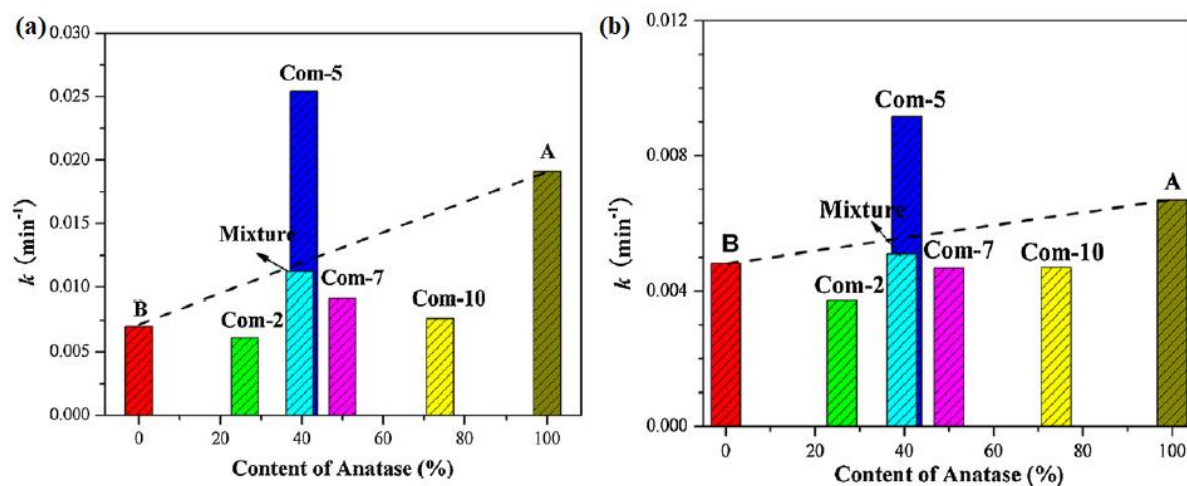 (a)
0.030
0.025
0.020
0.015
0.010
0.005
0.000
k (min⁻¹)
Com-5
A
Mixture
Com-7
B
Com-2
Com-10
0 20 40 60 80 100
Content of Anatase (%)
(b)
0.012
0.008
0.004
0.000
k (min⁻¹)
Com-5
A
Mixture
B
Com-7
Com-10
Com-2
0 20 40 60 80 100
Content of Anatase (%)